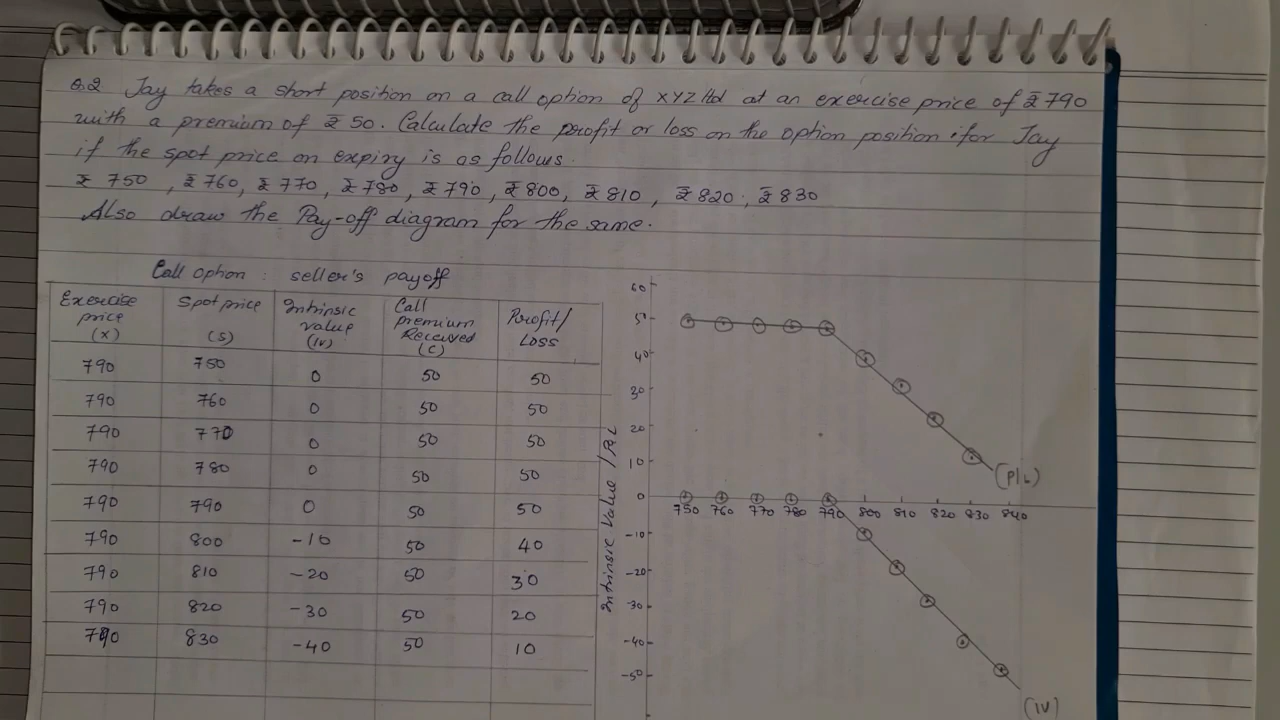 Q.2 Jay takes a short position on a call option of XYZ ltd at an exercise price of ₹ 790
with a premium of ₹ 50. Calculate the profit or loss on the option position for Jay
if the spot price on expiry is as follows.
₹ 750, ₹ 760, ₹ 770, ₹ 780, ₹ 790, ₹ 800, ₹ 810, ₹ 820, ₹ 830
Also draw the Pay-off diagram for the same.
Call option : seller's payoff
Exercise price (X) Spot price (S) Intrinsic value (IV) Call premium Received (C) Profit/ Loss
790 750 0 50 50
790 760 0 50 50
790 770 0 50 50
790 780 0 50 50
790 790 0 50 50
790 800 -10 50 40
790 810 -20 50 30
790 820 -30 50 20
790 830 -40 50 10
Intrinsic Value / P&L
60
50
40
30
20
10
(P/L)
0
750 760 770 780 790 800 810 820 830 840
-10
-20
-30
-40
-50
(IV)